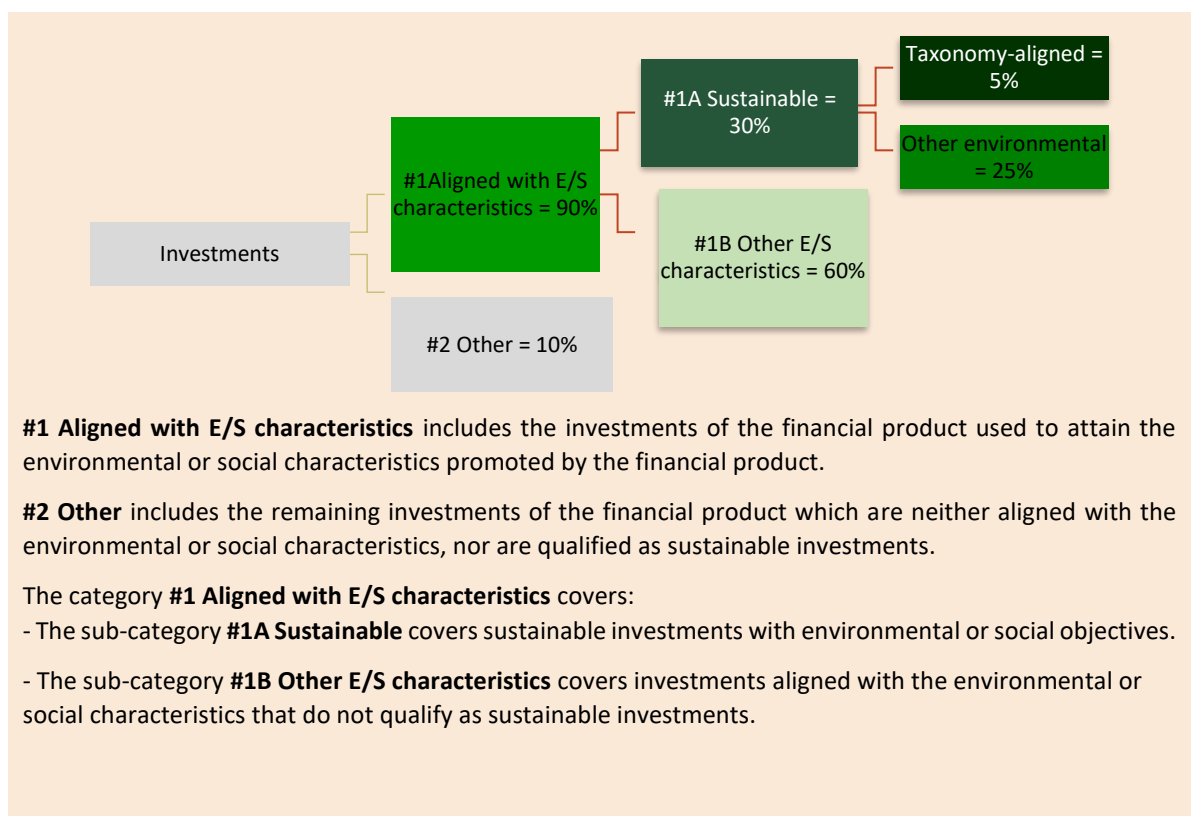 Taxonomy-aligned =
5%
#1A Sustainable =
30%
Other environmental
= 25%
#1Aligned with E/S
characteristics = 90%
Investments
#1B Other E/S
characteristics = 60%
#2 Other = 10%
#1 Aligned with E/S characteristics includes the investments of the financial product used to attain the
environmental or social characteristics promoted by the financial product.
#2 Other includes the remaining investments of the financial product which are neither aligned with the
environmental or social characteristics, nor are qualified as sustainable investments.
The category #1 Aligned with E/S characteristics covers:
- The sub-category #1A Sustainable covers sustainable investments with environmental or social objectives.
- The sub-category #1B Other E/S characteristics covers investments aligned with the environmental or
social characteristics that do not qualify as sustainable investments.